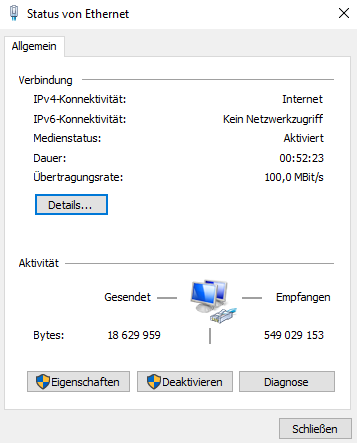 Status von Ethernet
Allgemein
Verbindung
IPv4-Konnektivität: Internet
IPv6-Konnektivität: Kein Netzwerkzugriff
Medienstatus: Aktiviert
Dauer: 00:52:23
Übertragungsrate: 100,0 MBit/s
Details...
Aktivität
Gesendet Empfangen
Bytes: 18 629 959 549 029 153
Eigenschaften Deaktivieren Diagnose
Schließen